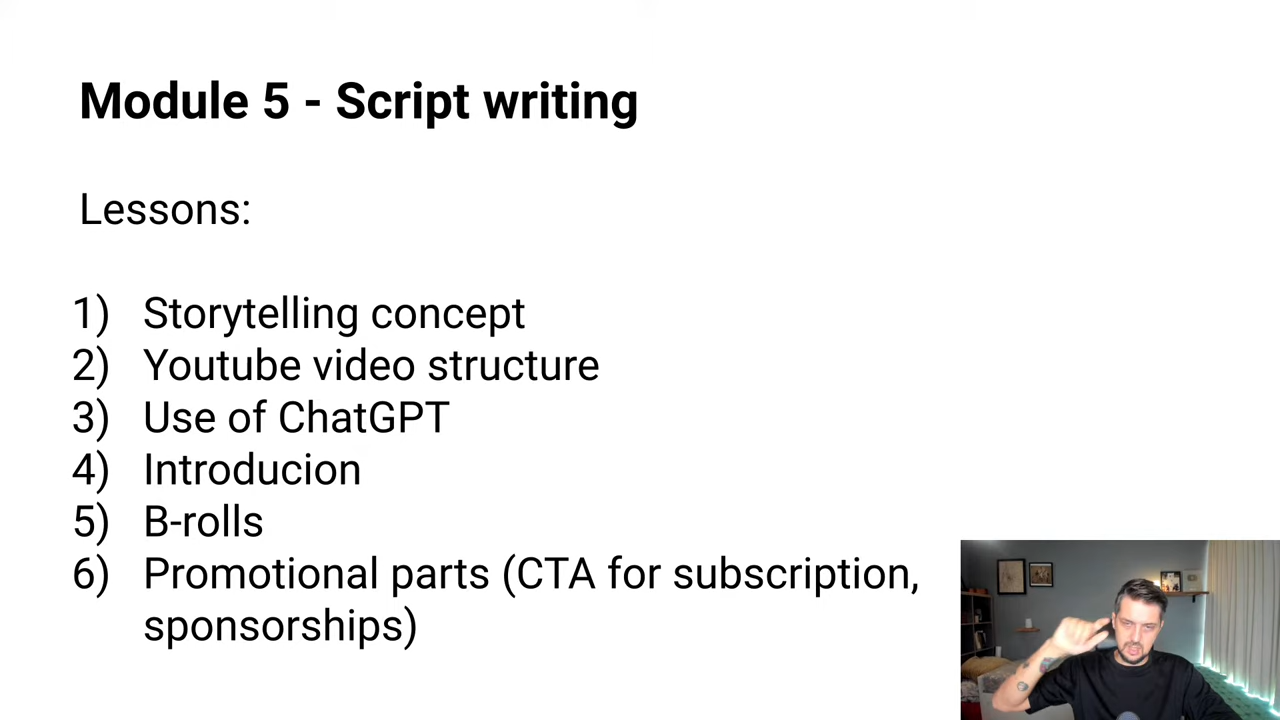 Module 5 - Script writing
Lessons:
1) Storytelling concept
2) Youtube video structure
3) Use of ChatGPT
4) Introducion
5) B-rolls
6) Promotional parts (CTA for subscription,
sponsorships)